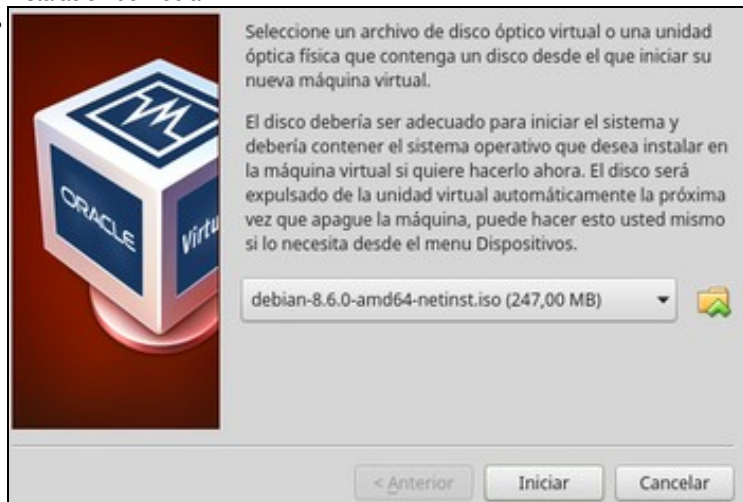 Seleccione un archivo de disco óptico virtual o una unidad
óptica física que contenga un disco desde el que iniciar su
nueva máquina virtual.
El disco debería ser adecuado para iniciar el sistema y
debería contener el sistema operativo que desea instalar en
la máquina virtual si quiere hacerlo ahora. El disco será
expulsado de la unidad virtual automáticamente la próxima
vez que apague la máquina, puede hacer esto usted mismo
si lo necesita desde el menu Dispositivos.
ORACLE
Virtu
debian-8.6.0-amd64-netinst.iso (247,00 MB)
< Anterior
Iniciar
Cancelar